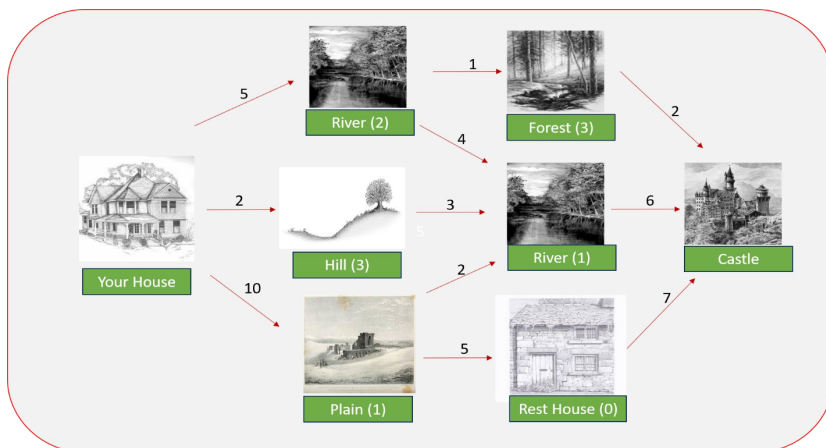 1
5
2
River (2)
Forest (3)
4
2
3
6
5
Your House
Hill (3)
River (1)
Castle
10
2
7
5
Plain (1)
Rest House (0)